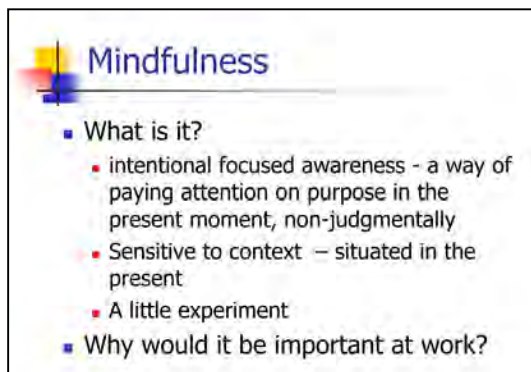 Mindfulness
What is it?
intentional focused awareness - a way of
paying attention on purpose in the
present moment, non-judgmentally
Sensitive to context – situated in the
present
A little experiment
Why would it be important at work?